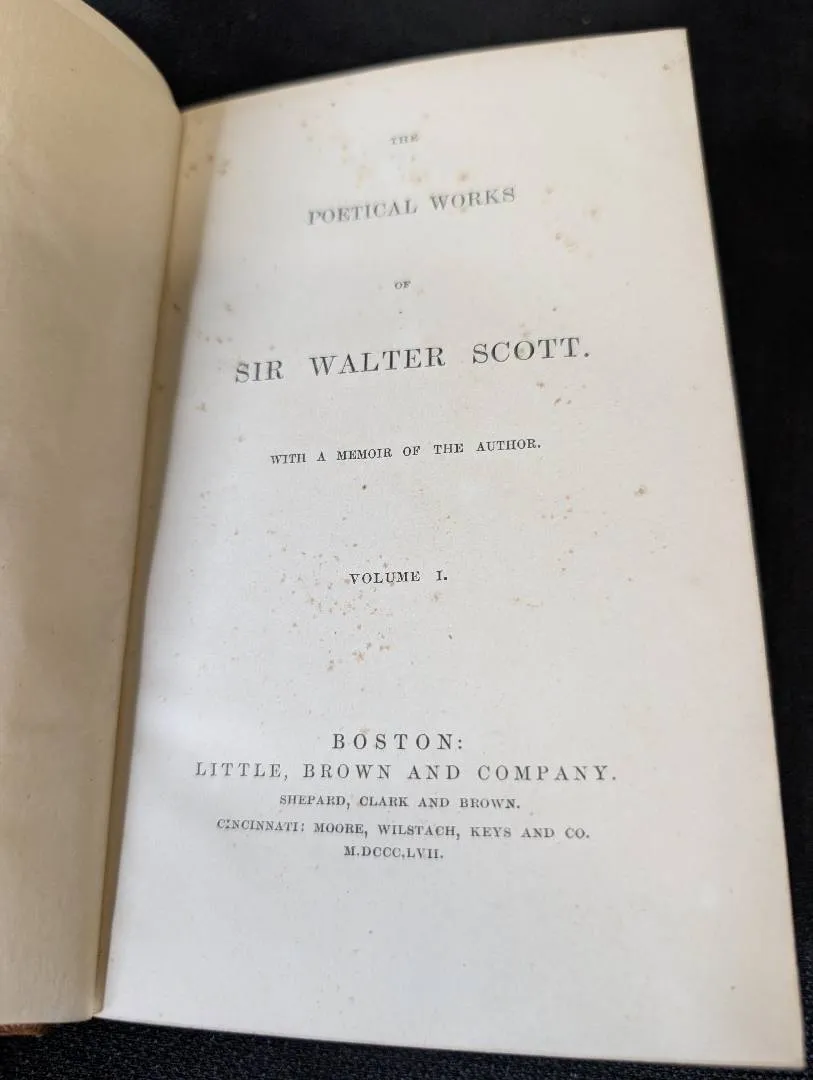 THE
POETICAL WORKS
OF
SIR WALTER SCOTT.
WITH A MEMOIR OF THE AUTHOR.
VOLUME I.
BOSTON:
LITTLE, BROWN AND COMPANY.
SHEPARD, CLARK AND BROWN.
CINCINNATI: MOORE, WILSTACH, KEYS AND CO.
M.DCCC.LVII.